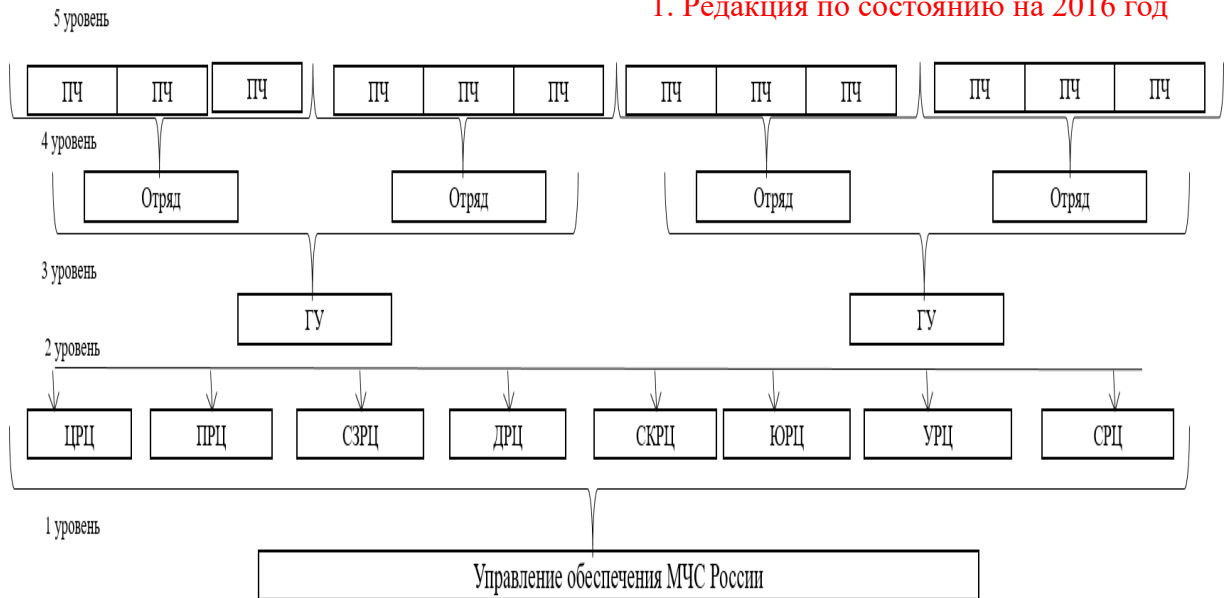 1. Редакция по состоянию на 2016 год
5 уровень
ПЧ ПЧ ПЧ ПЧ ПЧ ПЧ ПЧ ПЧ ПЧ ПЧ ПЧ ПЧ
4 уровень
Отряд Отряд Отряд Отряд
3 уровень
ГУ ГУ
2 уровень
ЦРЦ ПРЦ СЗРЦ ДРЦ СКРЦ ЮРЦ УРЦ СРЦ
1 уровень
Управление обеспечения МЧС России